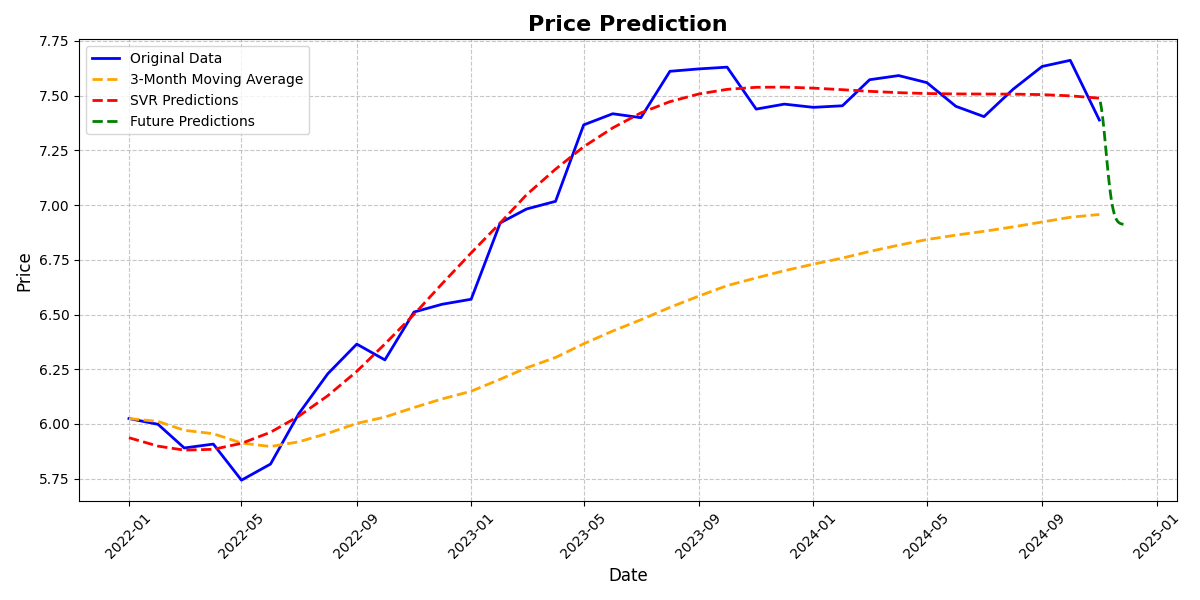 Price Prediction
Original Data
3-Month Moving Average
SVR Predictions
Future Predictions
Price
7.75
7.50
7.25
7.00
6.75
6.50
6.25
6.00
5.75
2022-01
2022-05
2022-09
2023-01
2023-05
2023-09
2024-01
2024-05
2024-09
2025-01
Date